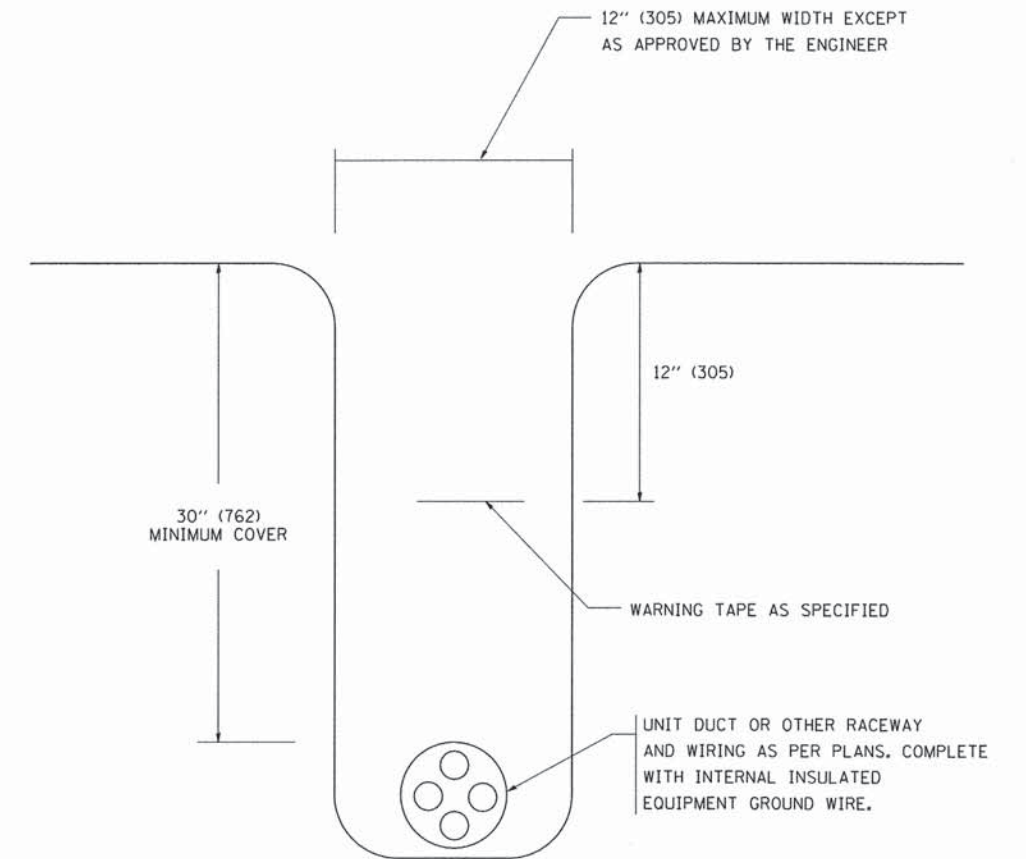 12'' (305) MAXIMUM WIDTH EXCEPT
AS APPROVED BY THE ENGINEER
12'' (305)
30'' (762)
MINIMUM COVER
WARNING TAPE AS SPECIFIED
UNIT DUCT OR OTHER RACEWAY
AND WIRING AS PER PLANS. COMPLETE
WITH INTERNAL INSULATED
EQUIPMENT GROUND WIRE.